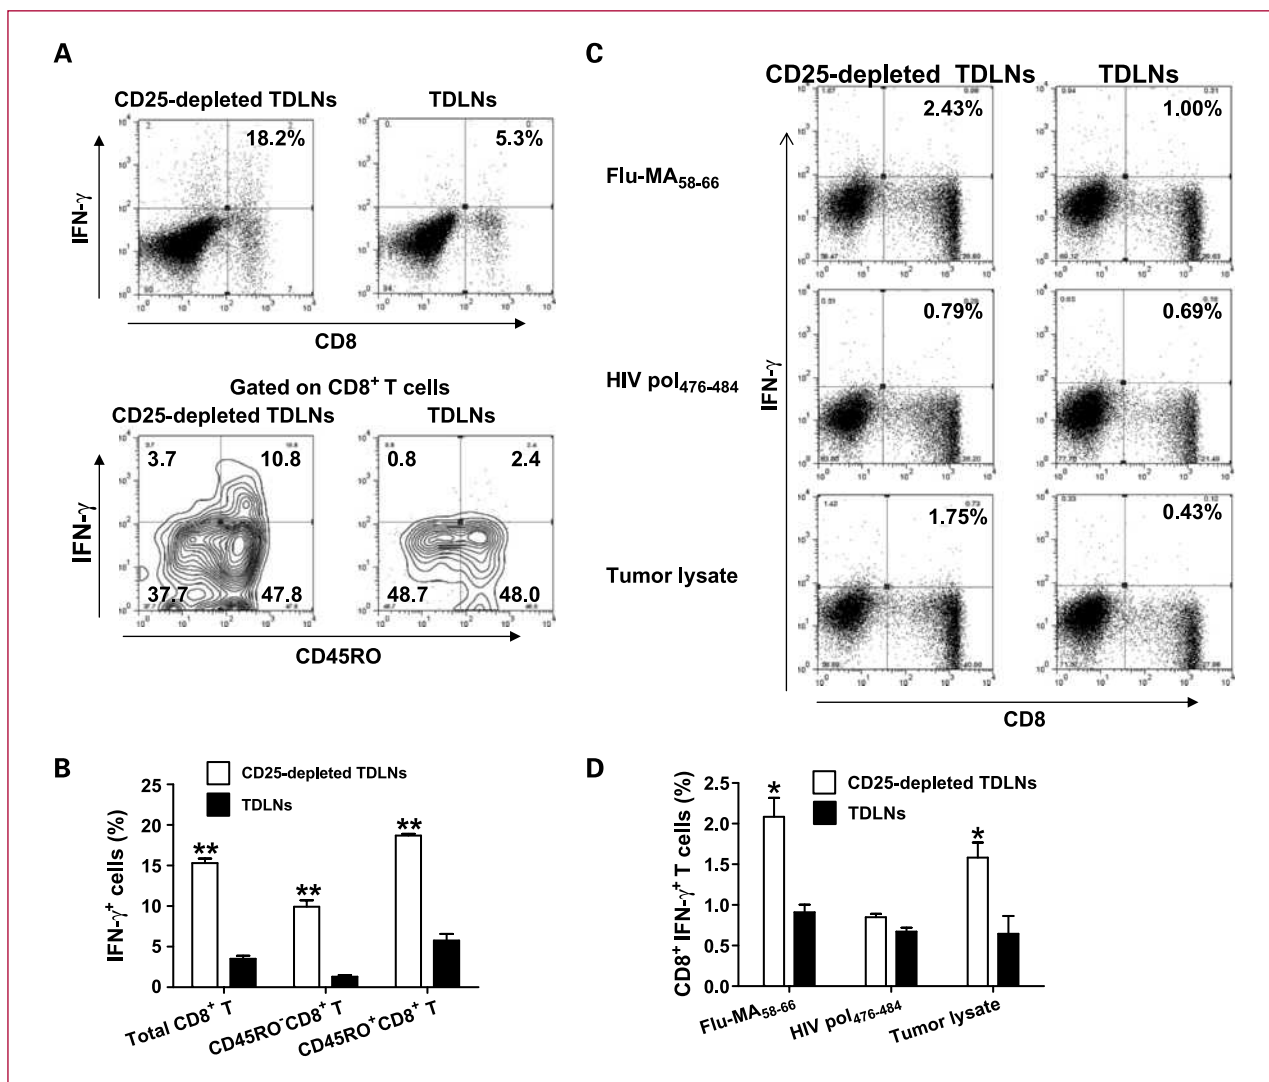 A
CD25-depleted TDLNs
TDLNs
18.2%
5.3%
IFN-γ
CD8
Gated on CD8⁺ T cells
CD25-depleted TDLNs
TDLNs
3.7
10.8
0.8
2.4
37.7
47.8
48.7
48.0
IFN-γ
CD45RO
B
CD25-depleted TDLNs
TDLNs
IFN-γ⁺ cells (%)
25
20
15
10
5
0
**
**
**
Total CD8⁺ T
CD45RO⁻CD8⁺ T
CD45RO⁺CD8⁺ T
C
CD25-depleted TDLNs
TDLNs
Flu-MA₅₈₋₆₆
2.43%
1.00%
HIV pol₄₇₆₋₄₈₄
0.79%
0.69%
Tumor lysate
1.75%
0.43%
IFN-γ
CD8
D
CD25-depleted TDLNs
TDLNs
CD8⁺ IFN-γ⁺ T cells (%)
2.5
2.0
1.5
1.0
0.5
0.0
*
*
Flu-MA₅₈₋₆₆
HIV pol₄₇₆₋₄₈₄
Tumor lysate